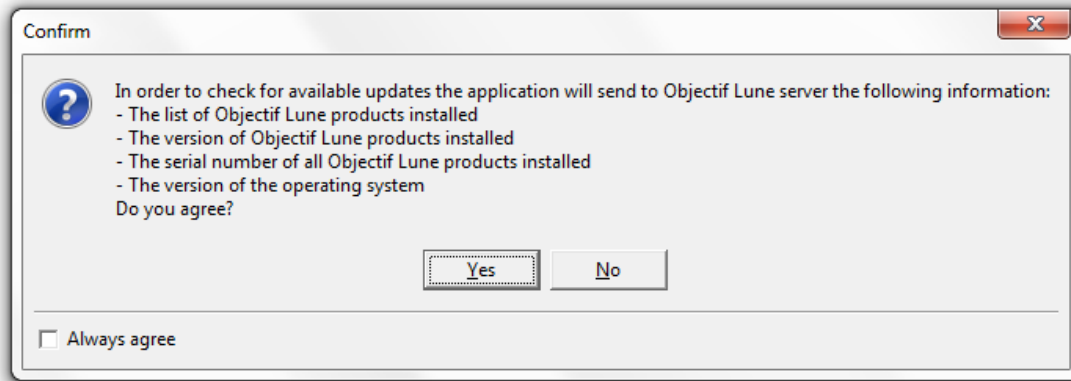 Confirm
In order to check for available updates the application will send to Objectif Lune server the following information:
- The list of Objectif Lune products installed
- The version of Objectif Lune products installed
- The serial number of all Objectif Lune products installed
- The version of the operating system
Do you agree?
Yes No
Always agree